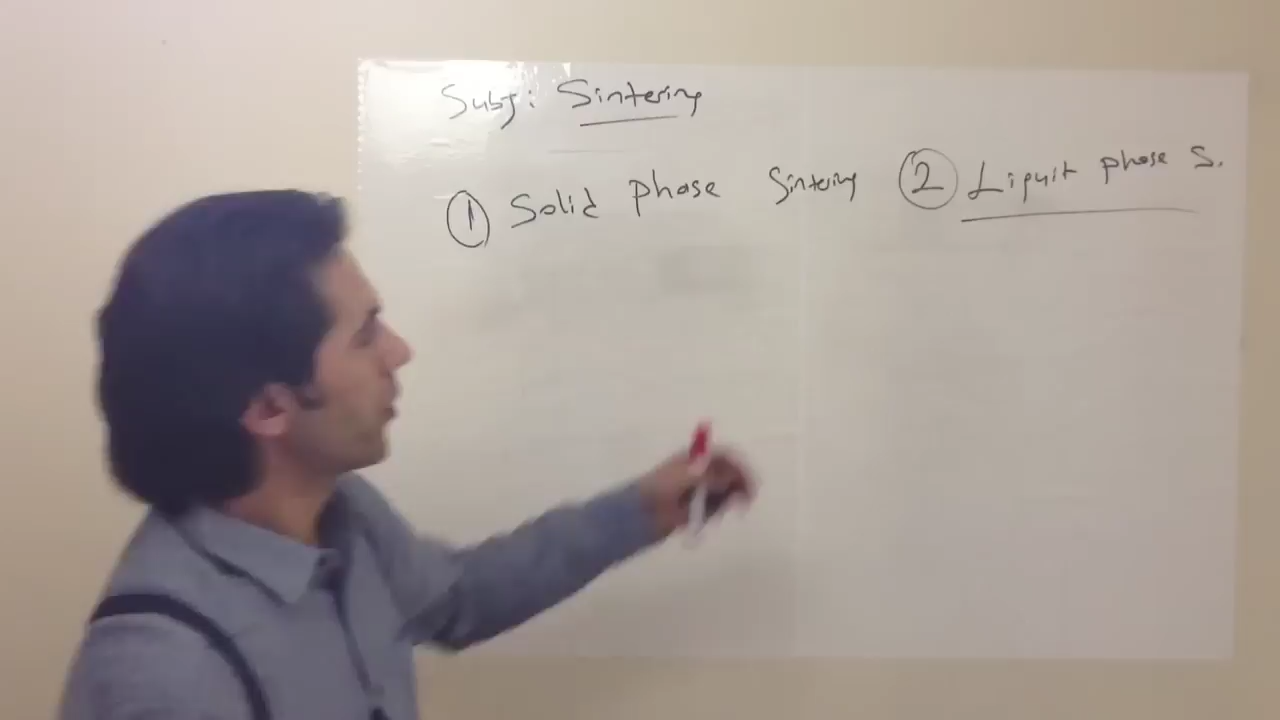 Subj: Sintering
① Solid phase Sintering ② Liquit phase S.